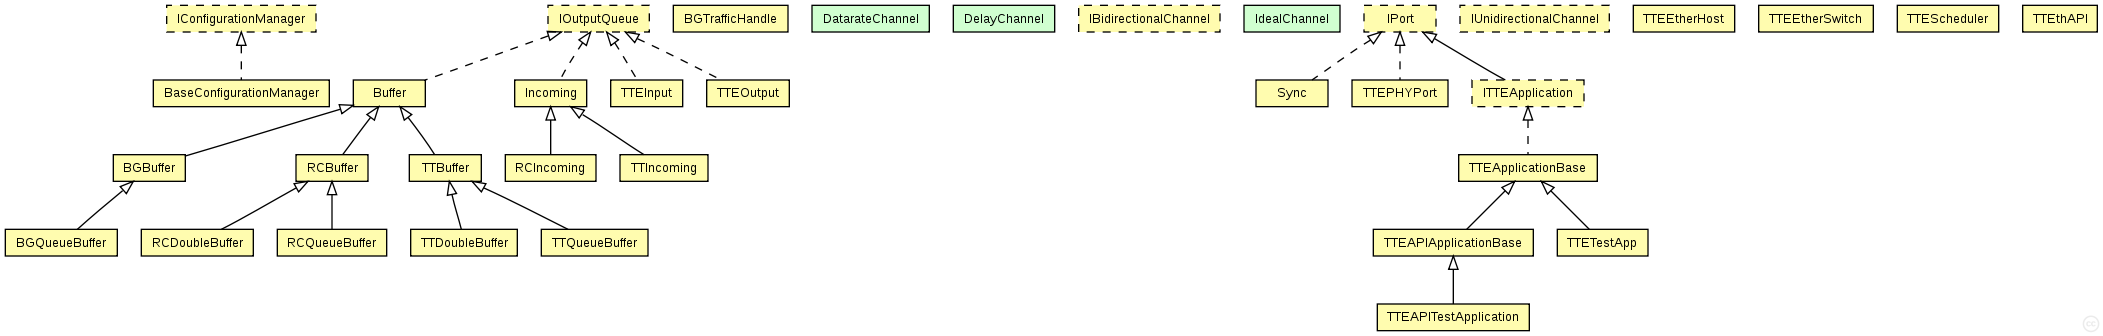 IConfigurationManager
IOutputQueue
BGTrafficHandle
DatarateChannel
DelayChannel
IBidirectionalChannel
IdealChannel
IPort
IUnidirectionalChannel
TTEEtherHost
TTEEtherSwitch
TTEScheduler
TTEthAPI
BaseConfigurationManager
Buffer
Incoming
TTEInput
TTEOutput
Sync
TTEPHYPort
ITTEApplication
BGBuffer
RCBuffer
TTBuffer
RCIncoming
TTIncoming
TTEApplicationBase
BGQueueBuffer
RCDoubleBuffer
RCQueueBuffer
TTDoubleBuffer
TTQueueBuffer
TTEAPIApplicationBase
TTETestApp
TTEAPITestApplication
cc